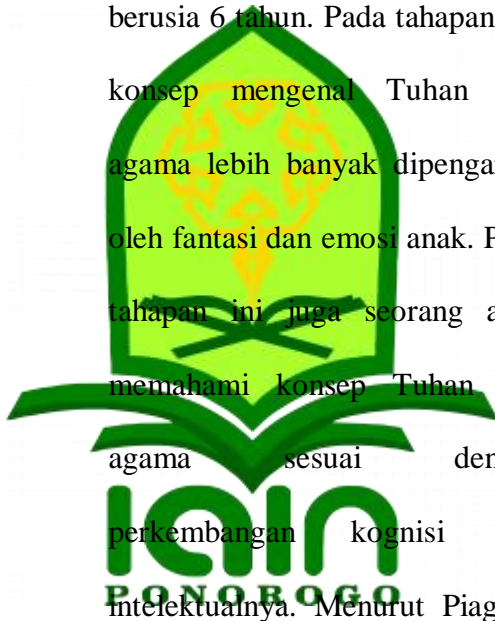 berusia 6 tahun. Pada tahapan
konsep mengenal Tuhan
agama lebih banyak
oleh fantasi dan emosi anak. P
tahapan ini juga seorang a
memahami konsep Tuhan
agama sesuai den
perkembangan kognisi
iain
PONOROGO
intelektualnya. Menurut Piag